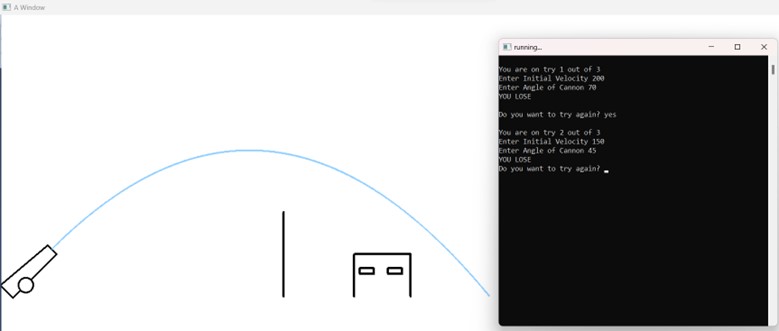 A Window
running...
You are on try 1 out of 3
Enter Initial Velocity 200
Enter Angle of Cannon 70
YOU LOSE
Do you want to try again? yes
You are on try 2 out of 3
Enter Initial Velocity 150
Enter Angle of Cannon 45
YOU LOSE
Do you want to try again?